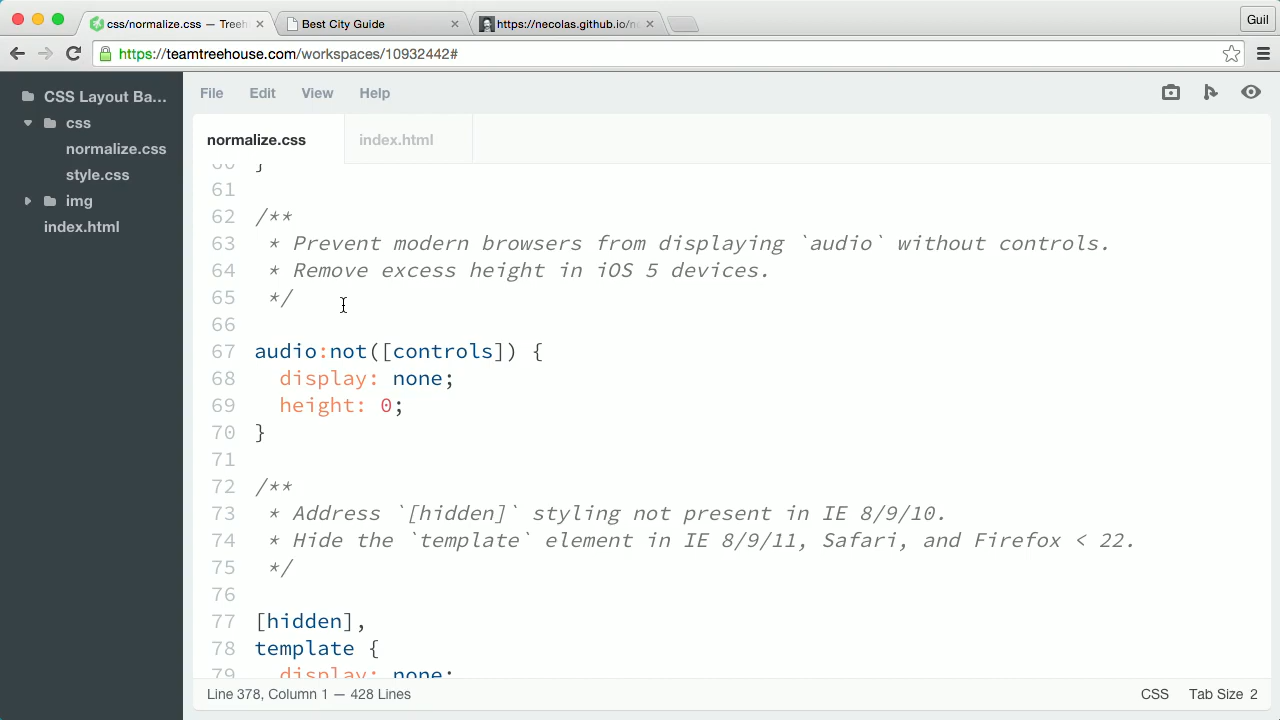 css/normalize.css — Treeh
Best City Guide
https://necolas.github.io/no
Guil
https://teamtreehouse.com/workspaces/10932442#
CSS Layout Ba...
css
normalize.css
style.css
img
index.html
File Edit View Help
normalize.css index.html
60 }
61
62 /**
63 * Prevent modern browsers from displaying `audio` without controls.
64 * Remove excess height in iOS 5 devices.
65 */
66
67 audio:not([controls]) {
68 display: none;
69 height: 0;
70 }
71
72 /**
73 * Address `[hidden]` styling not present in IE 8/9/10.
74 * Hide the `template` element in IE 8/9/11, Safari, and Firefox < 22.
75 */
76
77 [hidden],
78 template {
79 display: none;
Line 378, Column 1 — 428 Lines
CSS Tab Size 2